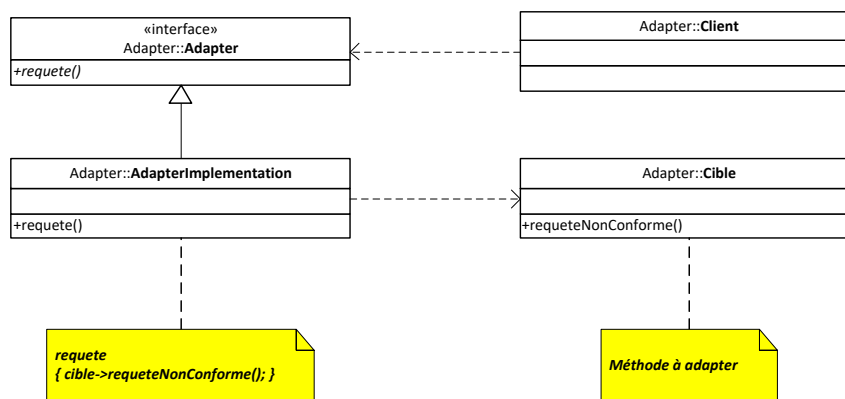 «interface»
Adapter::Adapter
+requete()
Adapter::Client
Adapter::AdapterImplementation
+requete()
Adapter::Cible
+requeteNonConforme()
requete
{ cible->requeteNonConforme(); }
Méthode à adapter